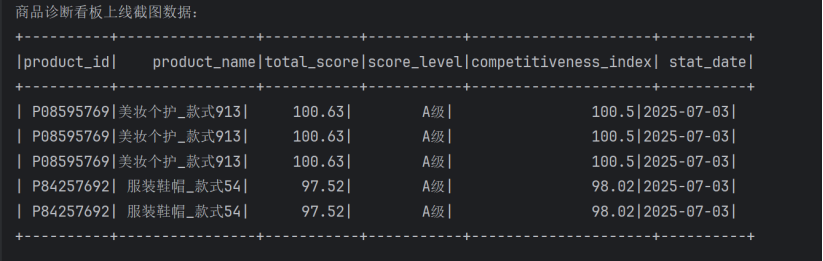 商品诊断看板上线截图数据：
+----------+----------------+-----------+-----------+---------------------+----------+
|product_id|    product_name|total_score|score_level|competitiveness_index| stat_date|
+----------+----------------+-----------+-----------+---------------------+----------+
| P08595769|美妆个护_款式913|     100.63|        A级|                100.5|2025-07-03|
| P08595769|美妆个护_款式913|     100.63|        A级|                100.5|2025-07-03|
| P08595769|美妆个护_款式913|     100.63|        A级|                100.5|2025-07-03|
| P84257692| 服装鞋帽_款式54|      97.52|        A级|                98.02|2025-07-03|
| P84257692| 服装鞋帽_款式54|      97.52|        A级|                98.02|2025-07-03|
+----------+----------------+-----------+-----------+---------------------+----------+